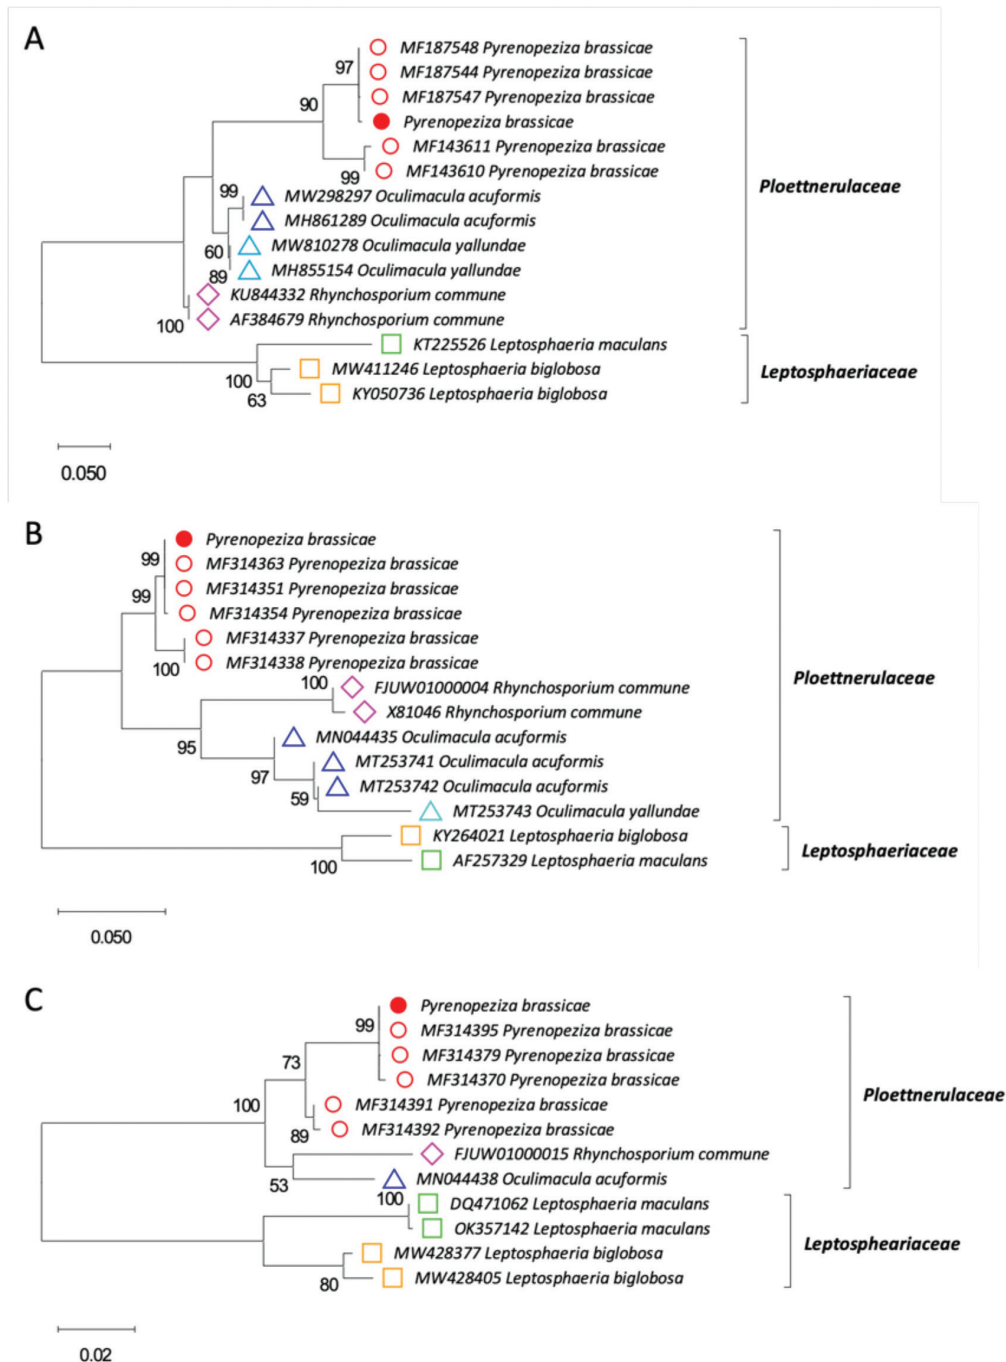 A
97
MF187548 Pyrenopeziza brassicae
MF187544 Pyrenopeziza brassicae
MF187547 Pyrenopeziza brassicae
90
Pyrenopeziza brassicae
MF143611 Pyrenopeziza brassicae
99
MF143610 Pyrenopeziza brassicae
Ploettnerulaceae
99
MW298297 Oculimacula acuformis
MH861289 Oculimacula acuformis
60
MW810278 Oculimacula yallundae
89
MH855154 Oculimacula yallundae
KU844332 Rhynchosporium commune
100
AF384679 Rhynchosporium commune
KT225526 Leptosphaeria maculans
100
MW411246 Leptosphaeria biglobosa
Leptosphaeriaceae
63
KY050736 Leptosphaeria biglobosa
0.050
B
99
Pyrenopeziza brassicae
MF314363 Pyrenopeziza brassicae
99
MF314351 Pyrenopeziza brassicae
MF314354 Pyrenopeziza brassicae
MF314337 Pyrenopeziza brassicae
100
MF314338 Pyrenopeziza brassicae
Ploettnerulaceae
100
FJUW01000004 Rhynchosporium commune
X81046 Rhynchosporium commune
95
MN044435 Oculimacula acuformis
97
MT253741 Oculimacula acuformis
59
MT253742 Oculimacula acuformis
MT253743 Oculimacula yallundae
KY264021 Leptosphaeria biglobosa
Leptosphaeriaceae
100
AF257329 Leptosphaeria maculans
0.050
C
99
Pyrenopeziza brassicae
MF314395 Pyrenopeziza brassicae
73
MF314379 Pyrenopeziza brassicae
MF314370 Pyrenopeziza brassicae
100
MF314391 Pyrenopeziza brassicae
89
MF314392 Pyrenopeziza brassicae
Ploettnerulaceae
FJUW01000015 Rhynchosporium commune
53
MN044438 Oculimacula acuformis
100
DQ471062 Leptosphaeria maculans
OK357142 Leptosphaeria maculans
Leptospheariaceae
MW428377 Leptosphaeria biglobosa
80
MW428405 Leptosphaeria biglobosa
0.02